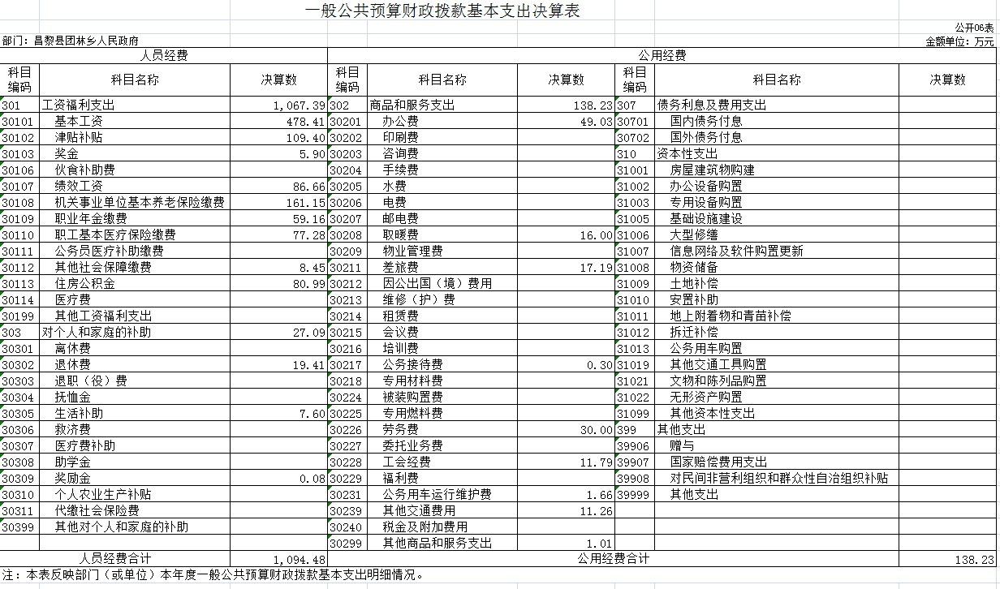 一般公共预算财政拨款基本支出决算表
公开06表
部门：昌黎县团林乡人民政府 金额单位：万元
人员经费 公用经费
科目编码 科目名称 决算数 科目编码 科目名称 决算数 科目编码 科目名称 决算数
301 工资福利支出 1,067.39 302 商品和服务支出 138.23 307 债务利息及费用支出
30101 基本工资 478.41 30201 办公费 49.03 30701 国内债务付息
30102 津贴补贴 109.40 30202 印刷费 30702 国外债务付息
30103 奖金 5.90 30203 咨询费 310 资本性支出
30106 伙食补助费 30204 手续费 31001 房屋建筑物购建
30107 绩效工资 86.66 30205 水费 31002 办公设备购置
30108 机关事业单位基本养老保险缴费 161.15 30206 电费 31003 专用设备购置
30109 职业年金缴费 59.16 30207 邮电费 31005 基础设施建设
30110 职工基本医疗保险缴费 77.28 30208 取暖费 16.00 31006 大型修缮
30111 公务员医疗补助缴费 30209 物业管理费 31007 信息网络及软件购置更新
30112 其他社会保障缴费 8.45 30211 差旅费 17.19 31008 物资储备
30113 住房公积金 80.99 30212 因公出国（境）费用 31009 土地补偿
30114 医疗费 30213 维修（护）费 31010 安置补助
30199 其他工资福利支出 30214 租赁费 31011 地上附着物和青苗补偿
303 对个人和家庭的补助 27.09 30215 会议费 31012 拆迁补偿
30301 离休费 30216 培训费 31013 公务用车购置
30302 退休费 19.41 30217 公务接待费 0.30 31019 其他交通工具购置
30303 退职（役）费 30218 专用材料费 31021 文物和陈列品购置
30304 抚恤金 30224 被装购置费 31022 无形资产购置
30305 生活补助 7.60 30225 专用燃料费 31099 其他资本性支出
30306 救济费 30226 劳务费 30.00 399 其他支出
30307 医疗费补助 30227 委托业务费 39906 赠与
30308 助学金 30228 工会经费 11.79 39907 国家赔偿费用支出
30309 奖励金 0.08 30229 福利费 39908 对民间非营利组织和群众性自治组织补贴
30310 个人农业生产补贴 30231 公务用车运行维护费 1.66 39999 其他支出
30311 代缴社会保险费 30239 其他交通费用 11.26
30399 其他对个人和家庭的补助 30240 税金及附加费用
30299 其他商品和服务支出 1.01
人员经费合计 1,094.48 公用经费合计 138.23
注：本表反映部门（或单位）本年度一般公共预算财政拨款基本支出明细情况。